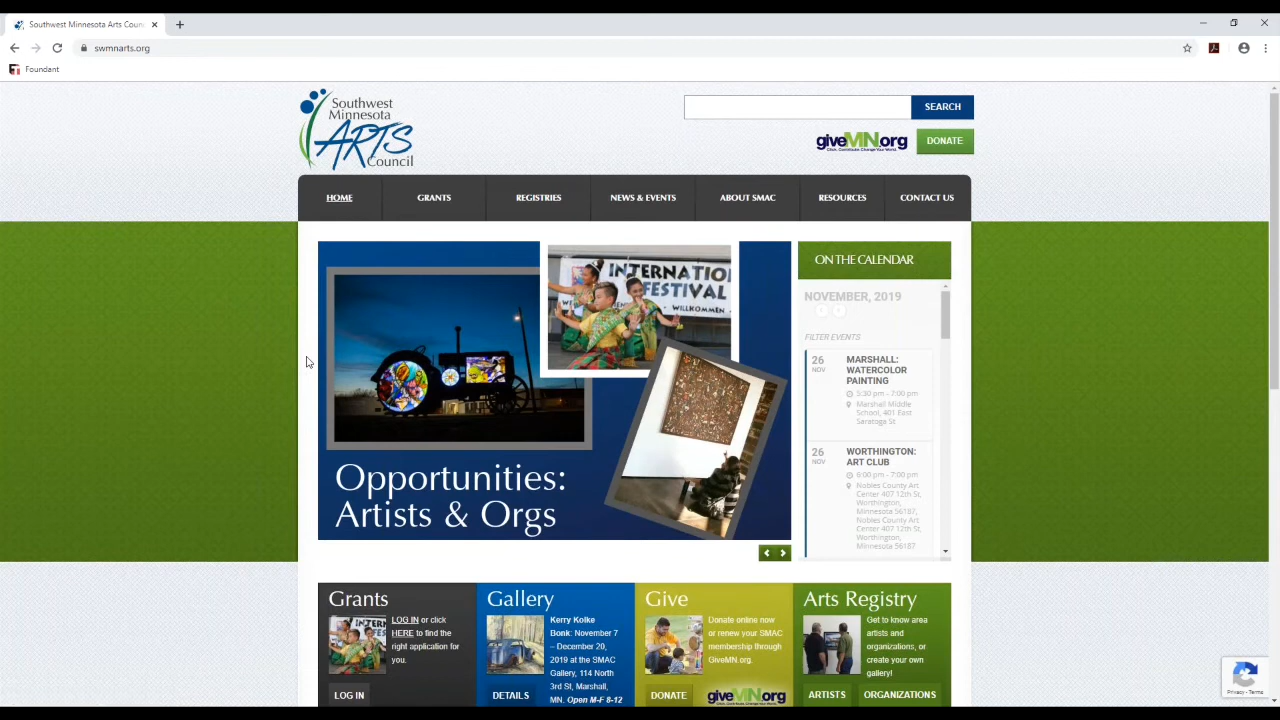 Southwest Minnesota Arts Coun
swmnarts.org
Foundant
Southwest
Minnesota
ARTS
Council
SEARCH
giveMN.org
DONATE
HOME
GRANTS
REGISTRIES
NEWS & EVENTS
ABOUT SMAC
RESOURCES
CONTACT US
INTERNATIO
FESTIVAL
WILLKOMMEN
Opportunities:
Artists & Orgs
ON THE CALENDAR
NOVEMBER, 2019
FILTER EVENTS
26
NOV
MARSHALL:
WATERCOLOR
PAINTING
5:30 pm - 7:00 pm
Marshall Middle
School, 401 East
Saratoga St
26
NOV
WORTHINGTON:
ART CLUB
6:00 pm - 7:00 pm
Nobles County Art
Center 407 12th St,
Worthington,
Minnesota 56187,
Nobles County Art
Center 407 12th St,
Worthington,
Minnesota 56187
Grants
LOG IN or click
HERE to find the
right application for
you.
LOG IN
Gallery
Kerry Kolke
Bonk: November 7
– December 20,
2019 at the SMAC
Gallery, 114 North
3rd St, Marshall,
MN. Open M-F 8-12
DETAILS
Give
Donate online now
or renew your SMAC
membership through
GiveMN.org.
DONATE
giveMN.org
Arts Registry
Get to know area
artists and
organizations, or
create your own
gallery!
ARTISTS
ORGANIZATIONS
Privacy - Terms